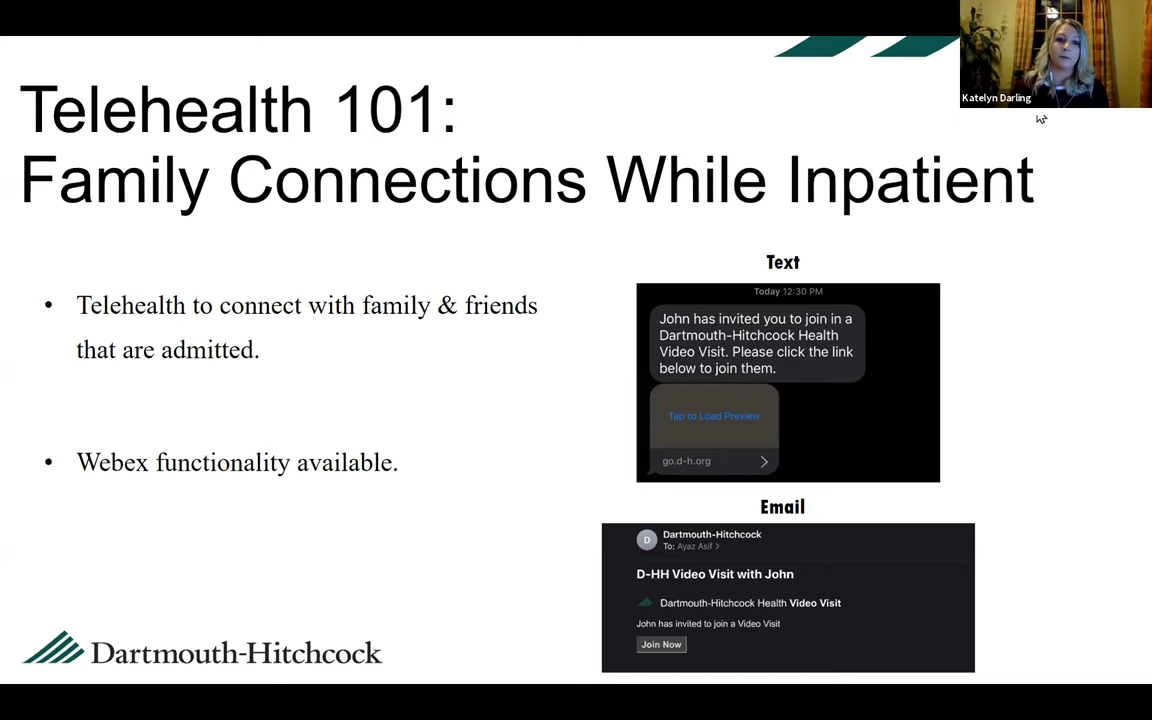 Katelyn Darling
Telehealth 101:
Family Connections While Inpatient
• Telehealth to connect with family & friends
that are admitted.
• Webex functionality available.
Text
Today 12:30 PM
John has invited you to join in a
Dartmouth-Hitchcock Health
Video Visit. Please click the link
below to join them.
Tap to Load Preview
go.d-h.org
Email
D
Dartmouth-Hitchcock
To: Ayaz Asif >
D-HH Video Visit with John
Dartmouth-Hitchcock Health Video Visit
John has invited to join a Video Visit
Join Now
Dartmouth-Hitchcock